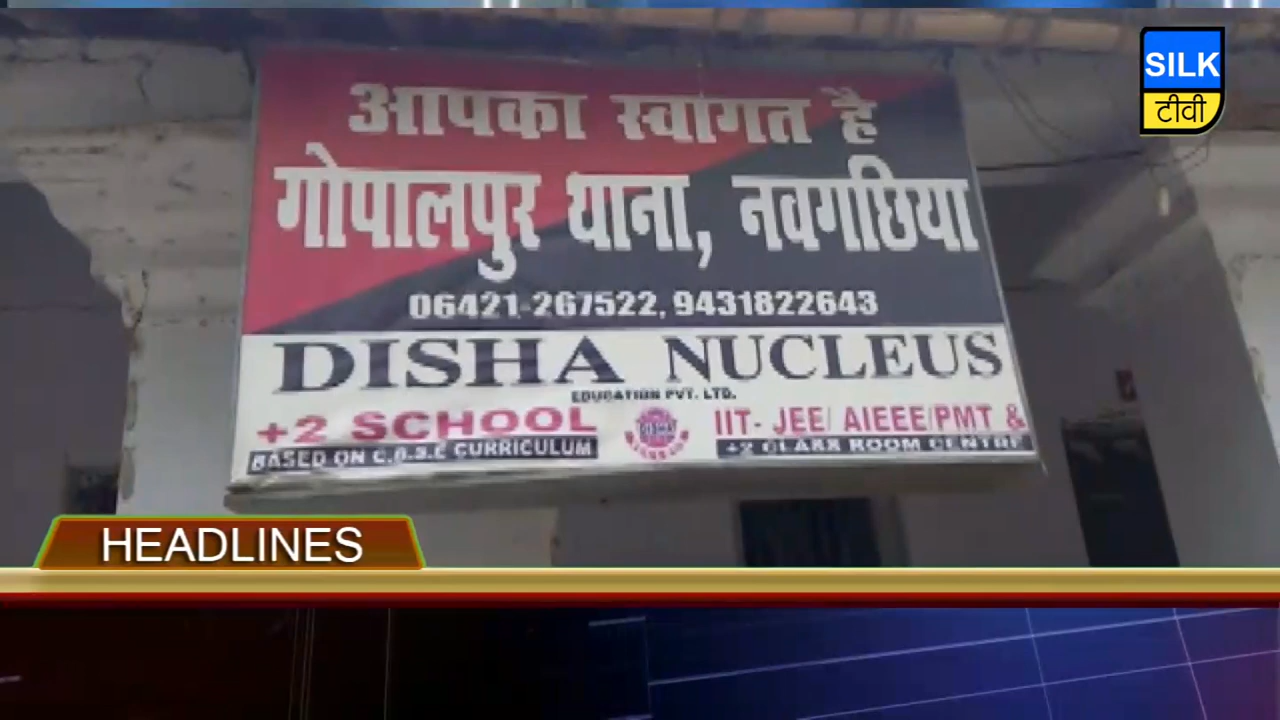 SILK
टीवी
आपका स्वागत है
गोपालपुर थाना, नवगछिया
06421-267522, 9431822643
DISHA NUCLEUS
EDUCATION PVT. LTD.
+2 SCHOOL
BASED ON C.B.S.E CURRICULUM
DISHA
IIT- JEE/ AIEEE/PMT &
+2 CLASS ROOM CENTRE
HEADLINES